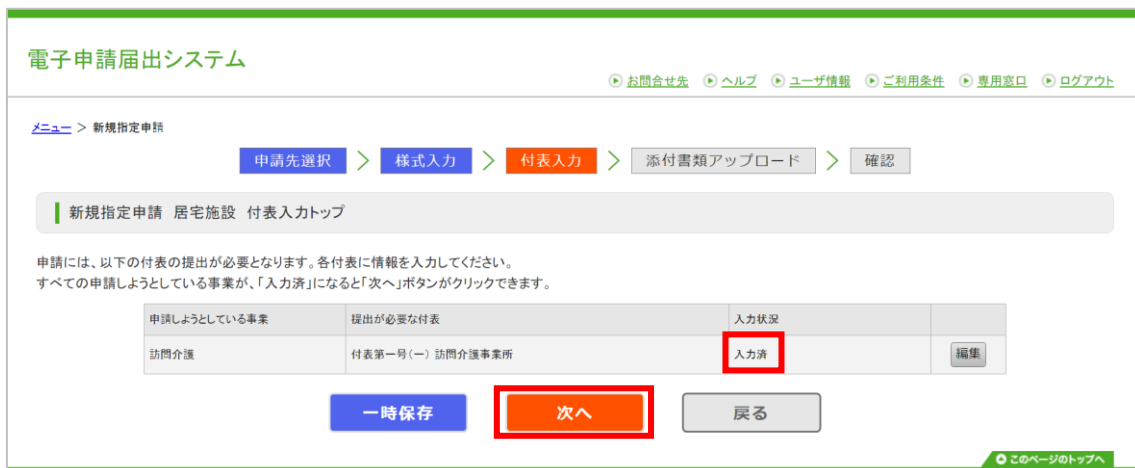 電子申請届出システム
お問合せ先 ヘルプ ユーザ情報 ご利用条件 専用窓口 ログアウト
メニュー > 新規指定申請
申請先選択 > 様式入力 > 付表入力 > 添付書類アップロード > 確認
新規指定申請 居宅施設 付表入力トップ
申請には、以下の付表の提出が必要となります。各付表に情報を入力してください。
すべての申請しようとしている事業が、「入力済」になると「次へ」ボタンがクリックできます。
申請しようとしている事業 提出が必要な付表 入力状況
訪問介護 付表第一号(一) 訪問介護事業所 入力済 編集
一時保存 次へ 戻る
このページのトップへ